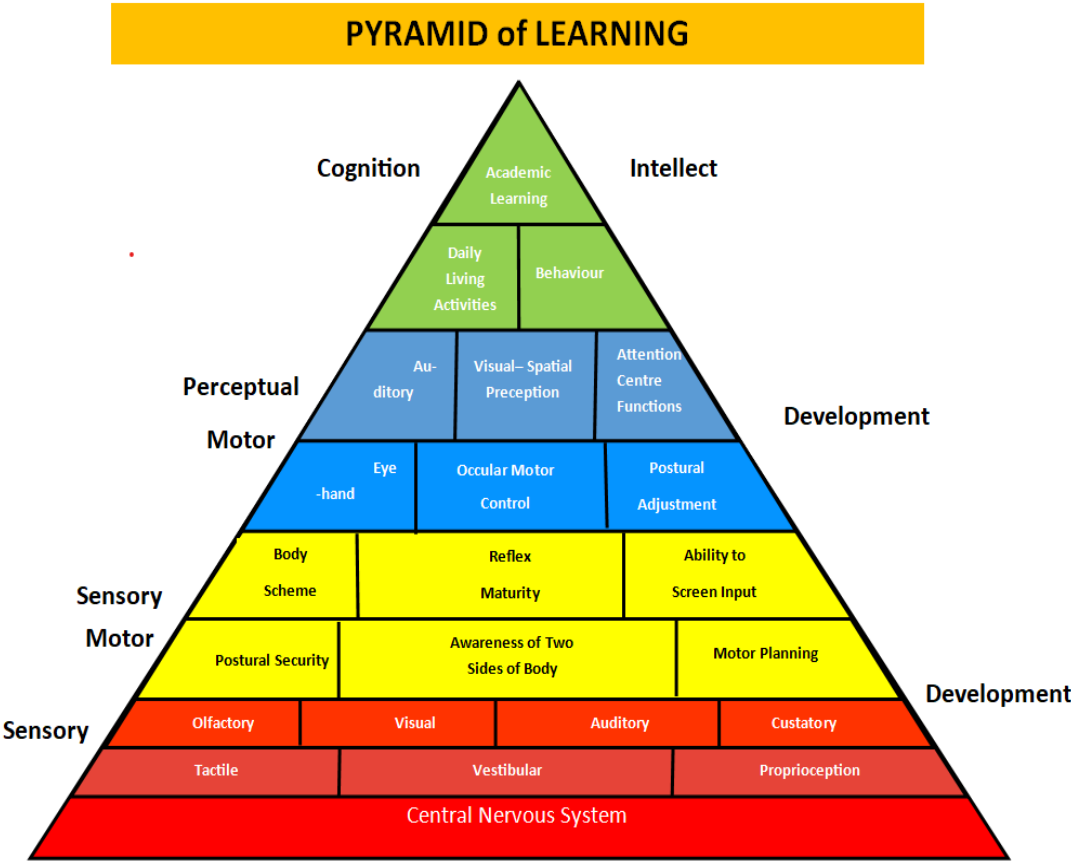 PYRAMID of LEARNING
Cognition
Intellect
Academic
Learning
Daily
Living
Activities
Behaviour
Perceptual
Motor
Au-
ditory
Visual– Spatial
Preception
Attention
Centre
Functions
Development
Eye
-hand
Occular Motor
Control
Postural
Adjustment
Sensory
Motor
Body
Scheme
Reflex
Maturity
Ability to
Screen Input
Postural Security
Awareness of Two
Sides of Body
Motor Planning
Development
Sensory
Olfactory
Visual
Auditory
Custatory
Tactile
Vestibular
Proprioception
Central Nervous System